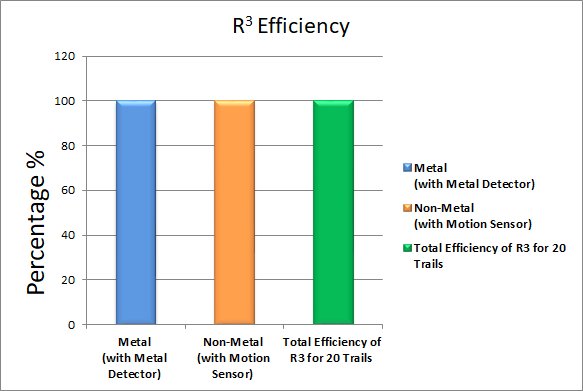 R³ Efficiency
Percentage %
120
100
80
60
40
20
0
Metal
(with Metal
Detector)
Non-Metal
(with Motion
Sensor)
Total Efficiency of
R3 for 20 Trails
Metal
(with Metal Detector)
Non-Metal
(with Motion Sensor)
Total Efficiency of R3 for 20
Trails